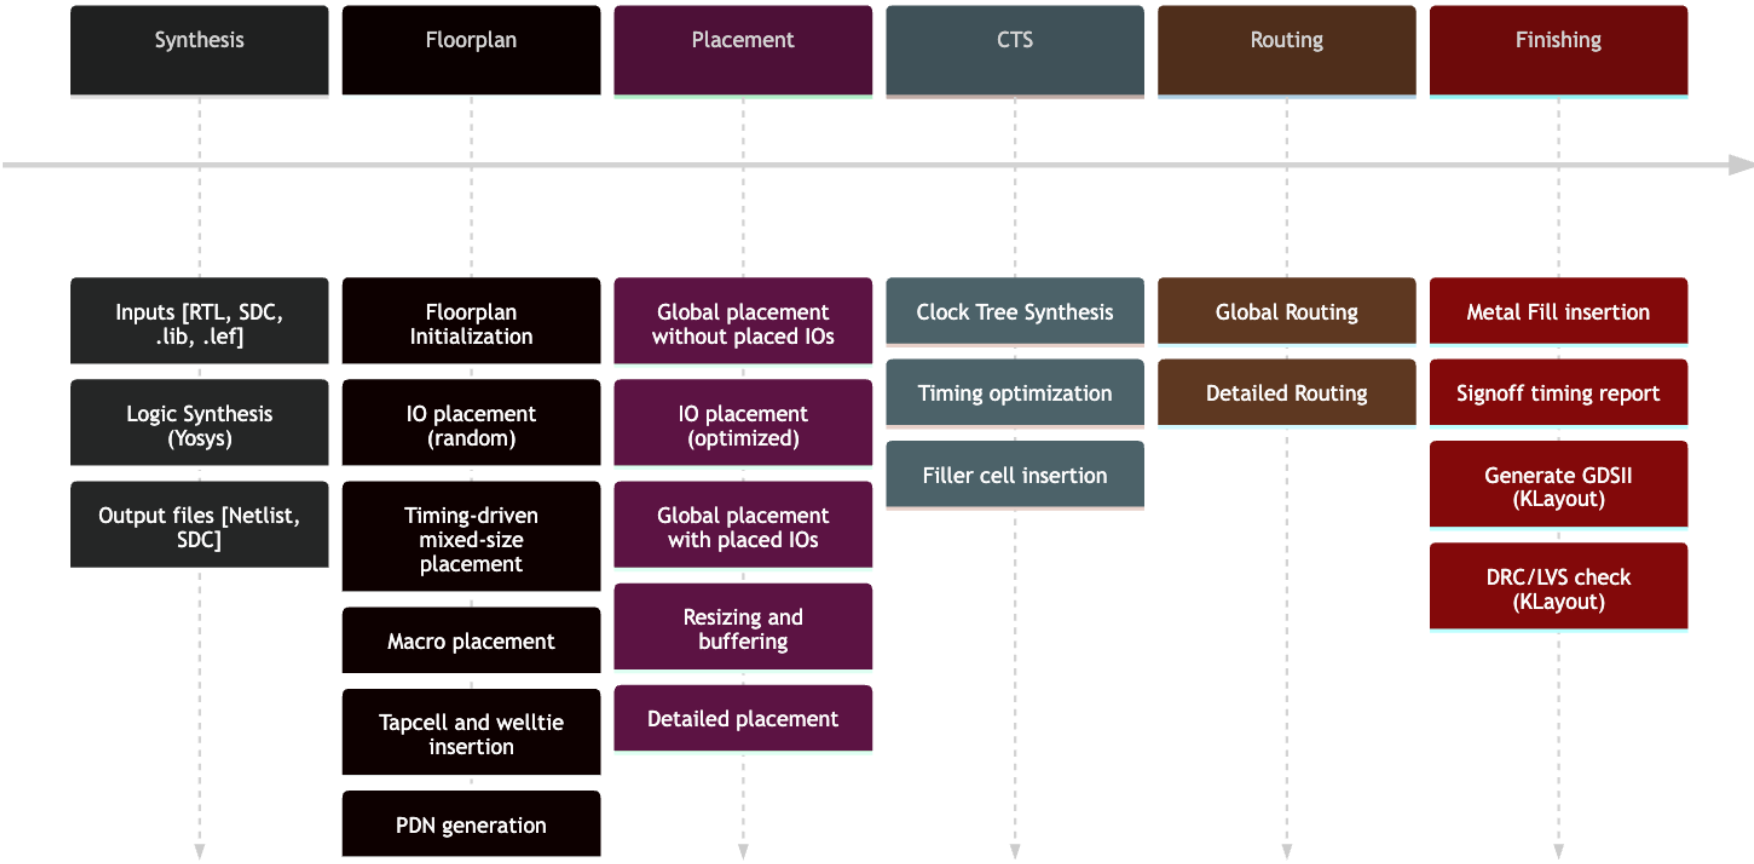 Synthesis
Floorplan
Placement
CTS
Routing
Finishing
Inputs [RTL, SDC,
.lib, .lef]
Logic Synthesis
(Yosys)
Output files [Netlist,
SDC]
Floorplan
Initialization
IO placement
(random)
Timing-driven
mixed-size
placement
Macro placement
Tapcell and welltie
insertion
PDN generation
Global placement
without placed IOs
IO placement
(optimized)
Global placement
with placed IOs
Resizing and
buffering
Detailed placement
Clock Tree Synthesis
Timing optimization
Filler cell insertion
Global Routing
Detailed Routing
Metal Fill insertion
Signoff timing report
Generate GDSII
(KLayout)
DRC/LVS check
(KLayout)